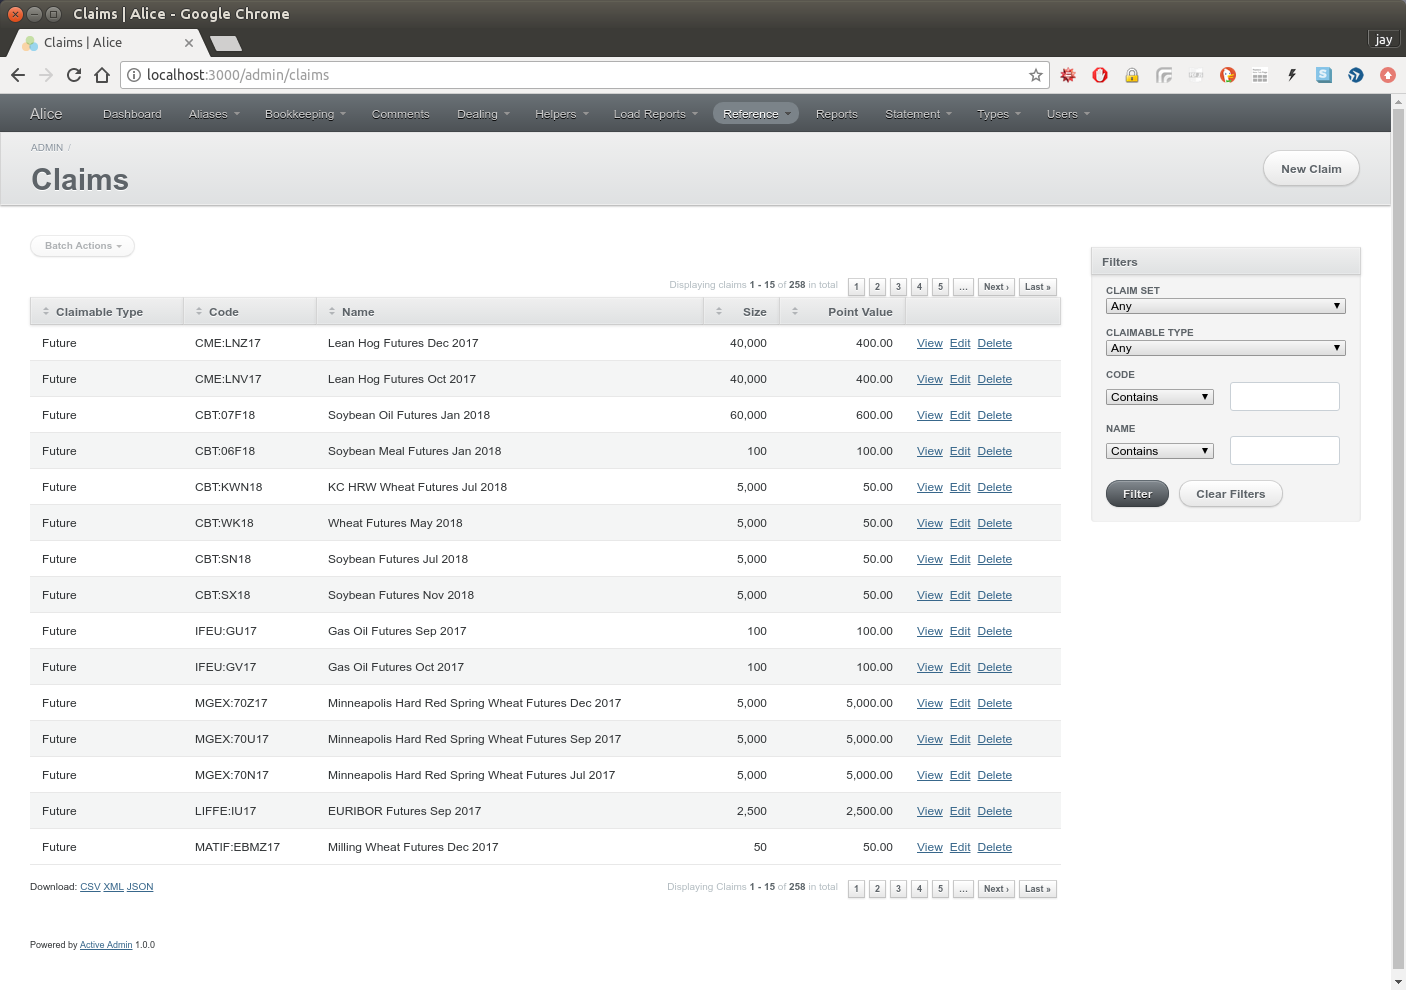 Claims | Alice - Google Chrome
Claims | Alice
jay
localhost:3000/admin/claims
Alice Dashboard Aliases Bookkeeping Comments Dealing Helpers Load Reports Reference Reports Statement Types Users
ADMIN /
Claims
New Claim
Batch Actions
Displaying claims 1 - 15 of 258 in total 1 2 3 4 5 ... Next › Last »
Claimable Type Code Name Size Point Value
Future CME:LNZ17 Lean Hog Futures Dec 2017 40,000 400.00 View Edit Delete
Future CME:LNV17 Lean Hog Futures Oct 2017 40,000 400.00 View Edit Delete
Future CBT:07F18 Soybean Oil Futures Jan 2018 60,000 600.00 View Edit Delete
Future CBT:06F18 Soybean Meal Futures Jan 2018 100 100.00 View Edit Delete
Future CBT:KWN18 KC HRW Wheat Futures Jul 2018 5,000 50.00 View Edit Delete
Future CBT:WK18 Wheat Futures May 2018 5,000 50.00 View Edit Delete
Future CBT:SN18 Soybean Futures Jul 2018 5,000 50.00 View Edit Delete
Future CBT:SX18 Soybean Futures Nov 2018 5,000 50.00 View Edit Delete
Future IFEU:GU17 Gas Oil Futures Sep 2017 100 100.00 View Edit Delete
Future IFEU:GV17 Gas Oil Futures Oct 2017 100 100.00 View Edit Delete
Future MGEX:70Z17 Minneapolis Hard Red Spring Wheat Futures Dec 2017 5,000 5,000.00 View Edit Delete
Future MGEX:70U17 Minneapolis Hard Red Spring Wheat Futures Sep 2017 5,000 5,000.00 View Edit Delete
Future MGEX:70N17 Minneapolis Hard Red Spring Wheat Futures Jul 2017 5,000 5,000.00 View Edit Delete
Future LIFFE:IU17 EURIBOR Futures Sep 2017 2,500 2,500.00 View Edit Delete
Future MATIF:EBMZ17 Milling Wheat Futures Dec 2017 50 50.00 View Edit Delete
Download: CSV XML JSON
Displaying Claims 1 - 15 of 258 in total 1 2 3 4 5 ... Next › Last »
Filters
CLAIM SET
Any
CLAIMABLE TYPE
Any
CODE
Contains
NAME
Contains
Filter Clear Filters
Powered by Active Admin 1.0.0